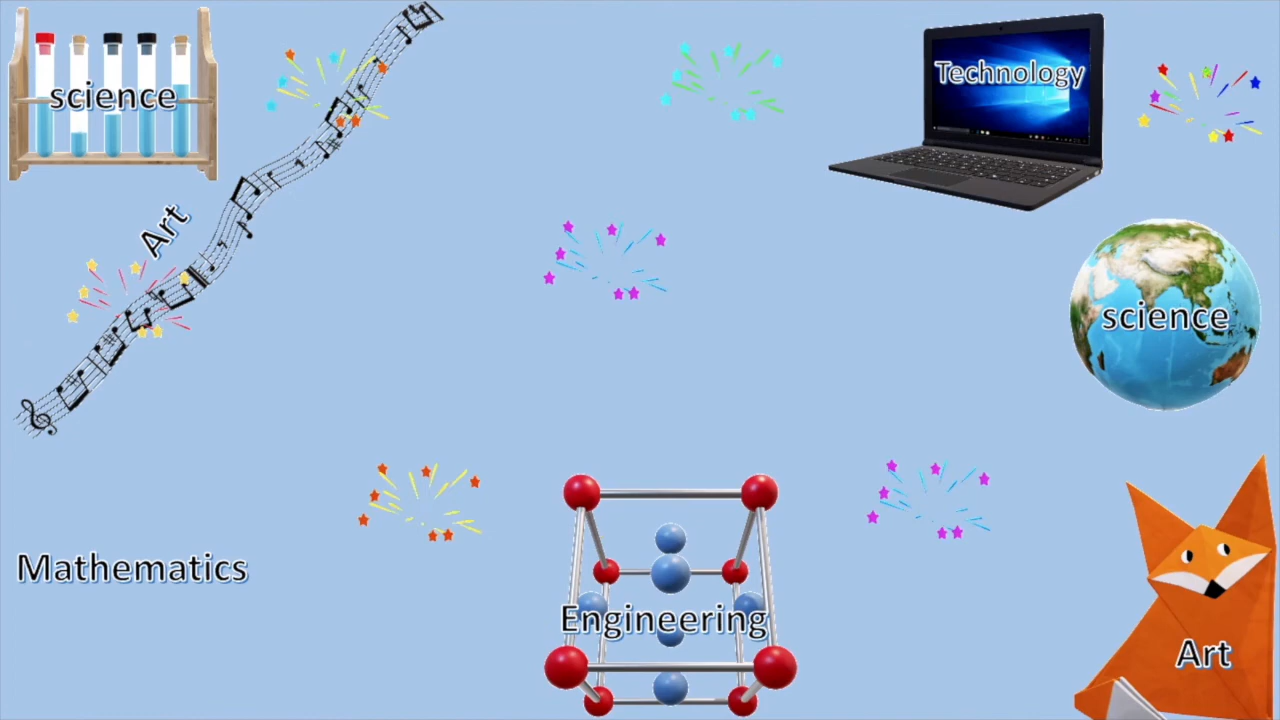 science
Technology
Art
science
Mathematics
Engineering
Art